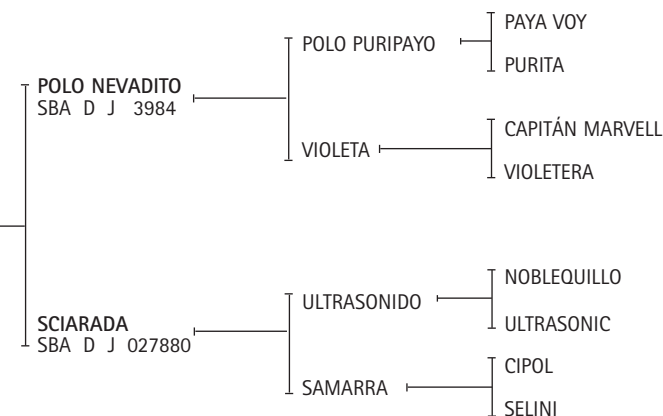 PAYA VOY
POLO PURIPAYO
PURITA
POLO NEVADITO
SBA D J 3984
CAPITÁN MARVELL
VIOLETA
VIOLETERA
NOBLEQUILLO
ULTRASONIDO
ULTRASONIC
SCIARADA
SBA D J 027880
CIPOL
SAMARRA
SELINI